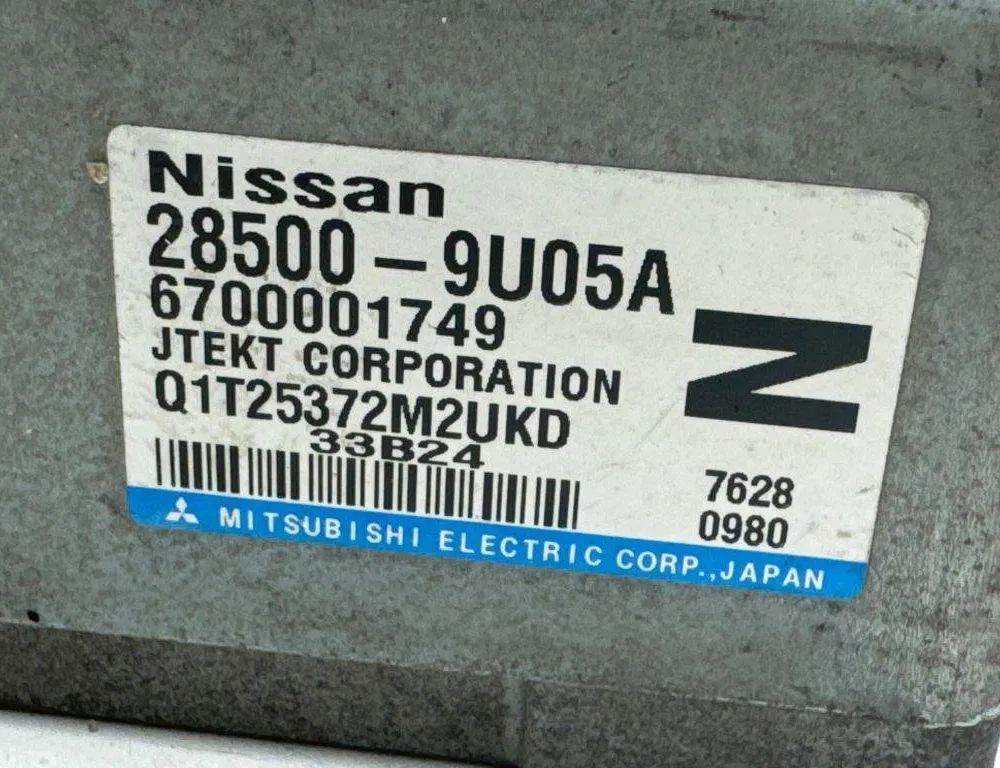 Nissan
28500-9U05A
6700001749
JTEKT CORPORATION
Q1T25372M2UKD
33B24
N
7628
0980
MITSUBISHI ELECTRIC CORP.,JAPAN